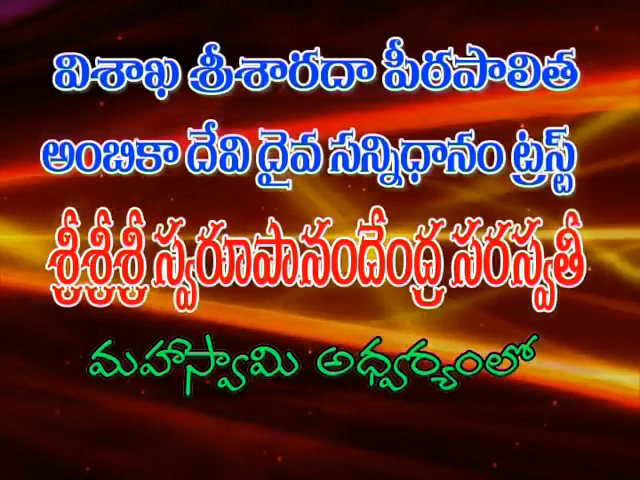 విశాఖ శ్రీశారదా పీఠపాలిత
అంబికా దేవి దైవ సన్నిధానం ట్రస్ట్
శ్రీశ్రీశ్రీ స్వరూపానందేంద్ర సరస్వతీ
మహాస్వామి అధ్వర్యంలో